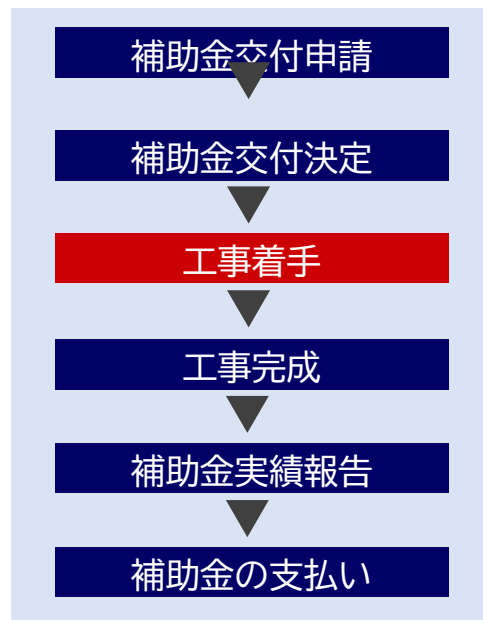 補助金交付申請
補助金交付決定
工事着手
工事完成
補助金実績報告
補助金の支払い